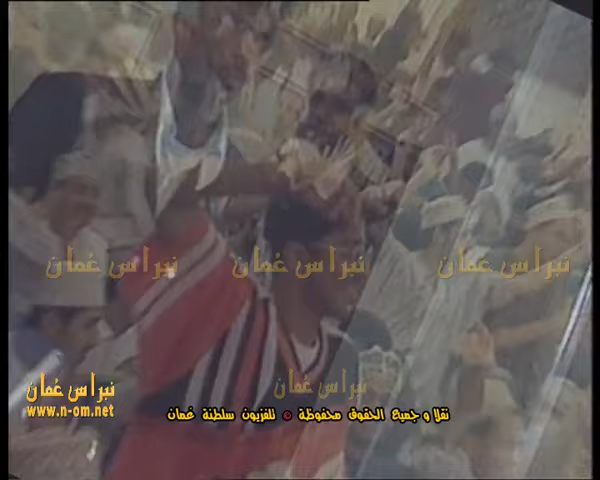 نبراس عُمان نبراس عُمان نبراس عُمان
نبراس عُمان
نبراس عُمان
www.n-om.net
نقلا و جميع الحقوق محفوظة © تلفزيون سلطنة عُمان